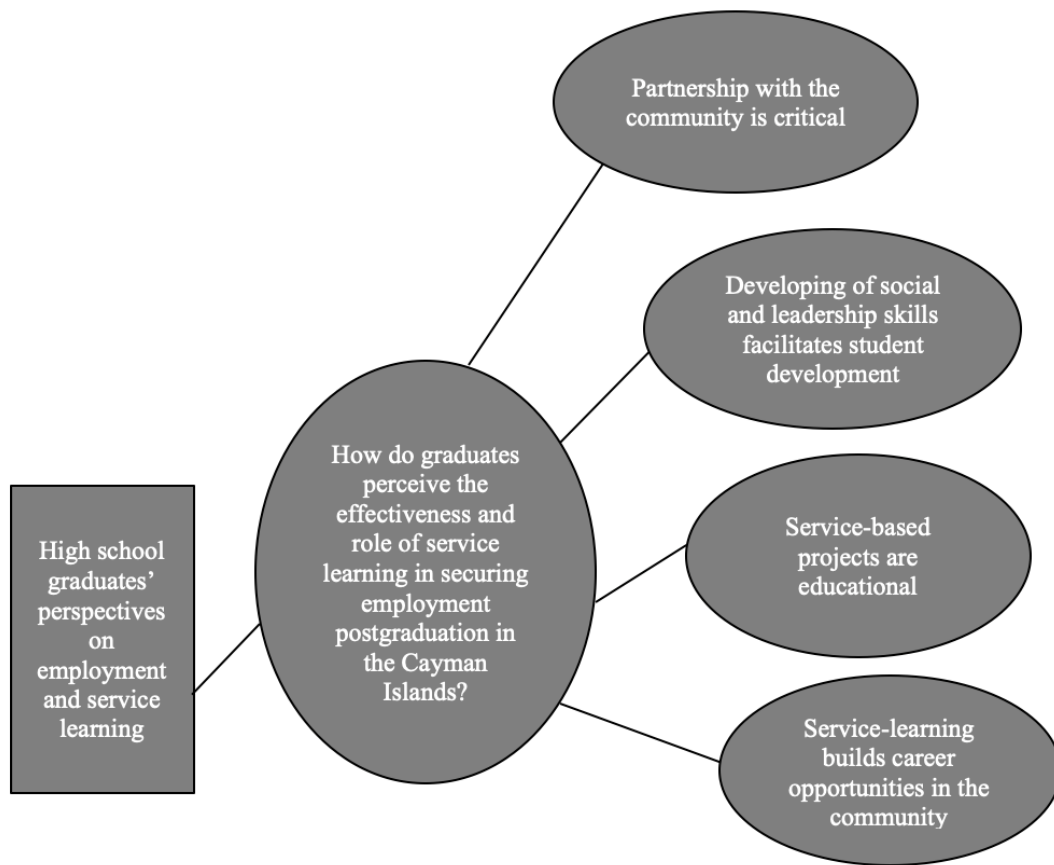 High school
graduates’
perspectives
on
employment
and service
learning
How do graduates
perceive the
effectiveness and
role of service
learning in securing
employment
postgraduation in
the Cayman
Islands?
Partnership with the
community is critical
Developing of social
and leadership skills
facilitates student
development
Service-based
projects are
educational
Service-learning
builds career
opportunities in the
community